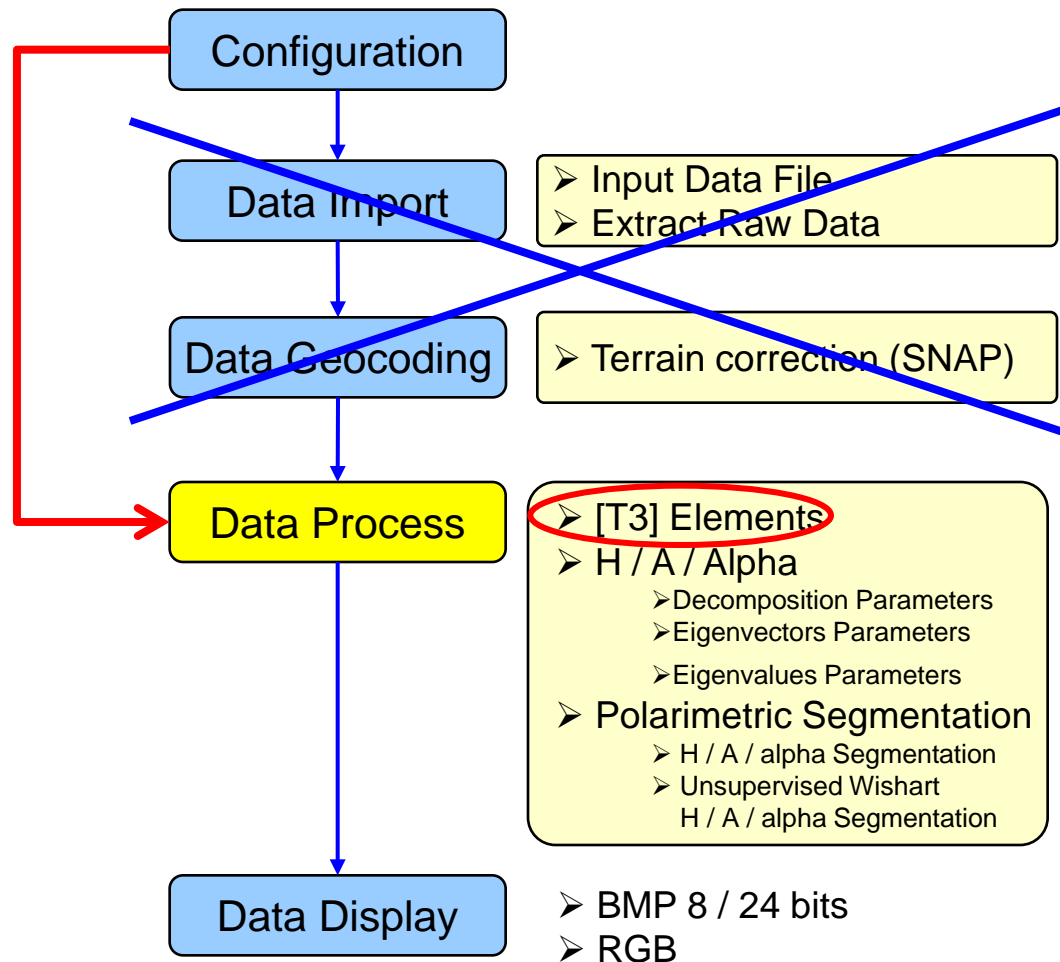 Configuration
Data Import
➢ Input Data File
➢ Extract Raw Data
Data Geocoding
➢ Terrain correction (SNAP)
Data Process
➢ [T3] Elements
➢ H / A / Alpha
➢Decomposition Parameters
➢Eigenvectors Parameters
➢Eigenvalues Parameters
➢ Polarimetric Segmentation
➢ H / A / alpha Segmentation
➢ Unsupervised Wishart
H / A / alpha Segmentation
Data Display
➢ BMP 8 / 24 bits
➢ RGB